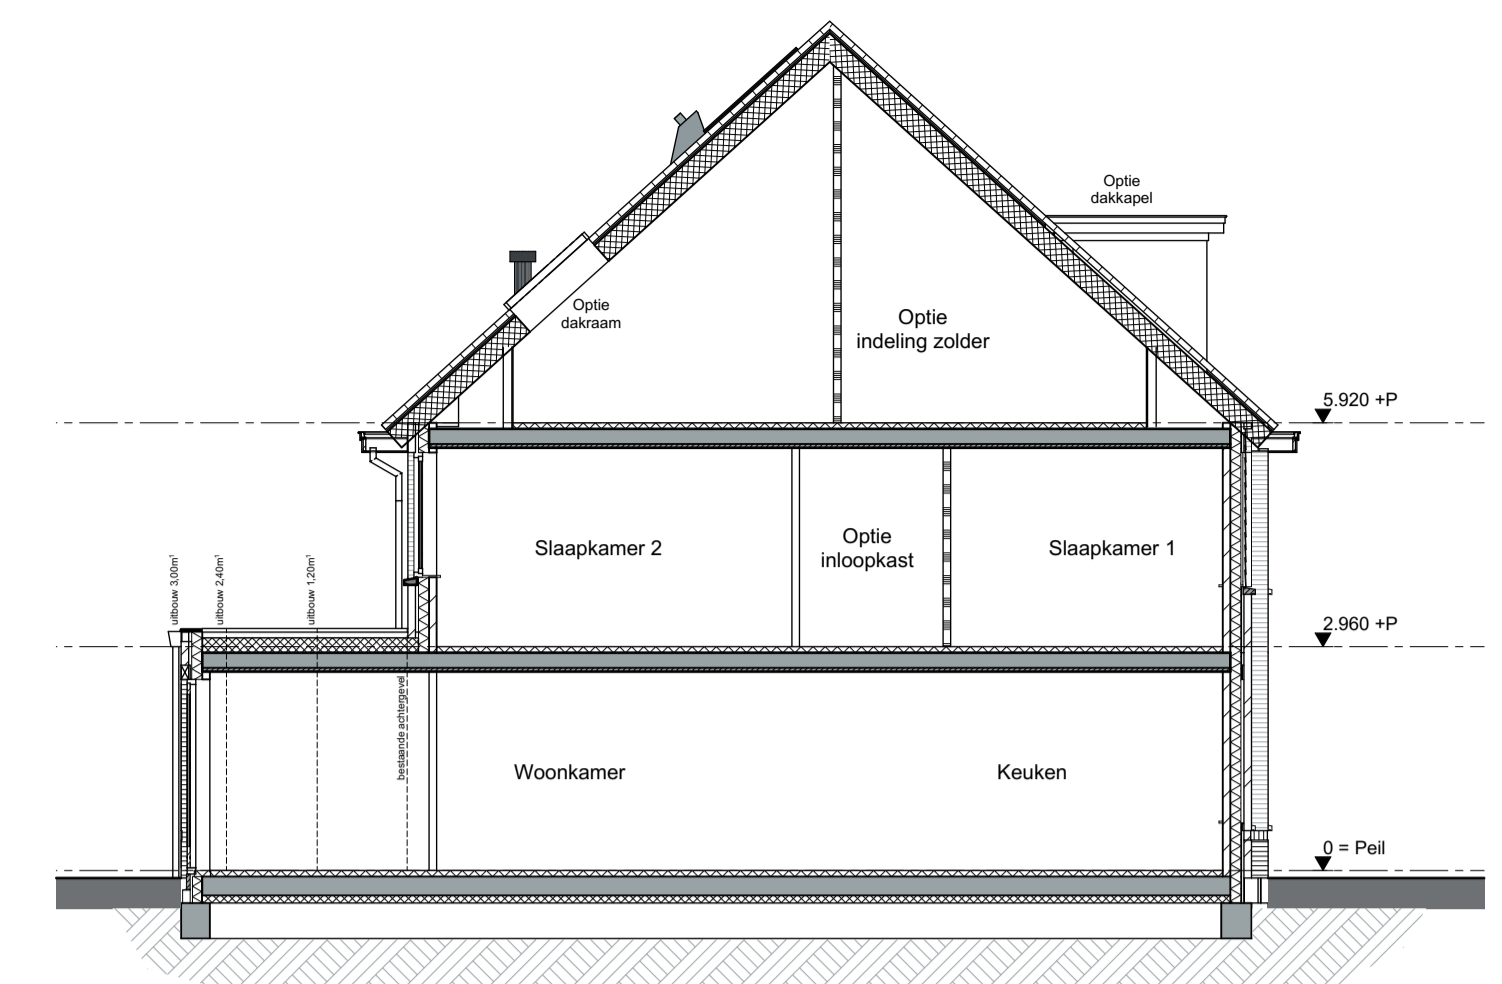 Optie
dakkapel
Optie
dakraam
Optie
indeling zolder
5.920 +P
Slaapkamer 2
Optie
inloopkast
Slaapkamer 1
uitbouw 3,00m¹
uitbouw 2,40m¹
uitbouw 1,20m¹
2.960 +P
bestaande achtergevel
Woonkamer
Keuken
0 = Peil